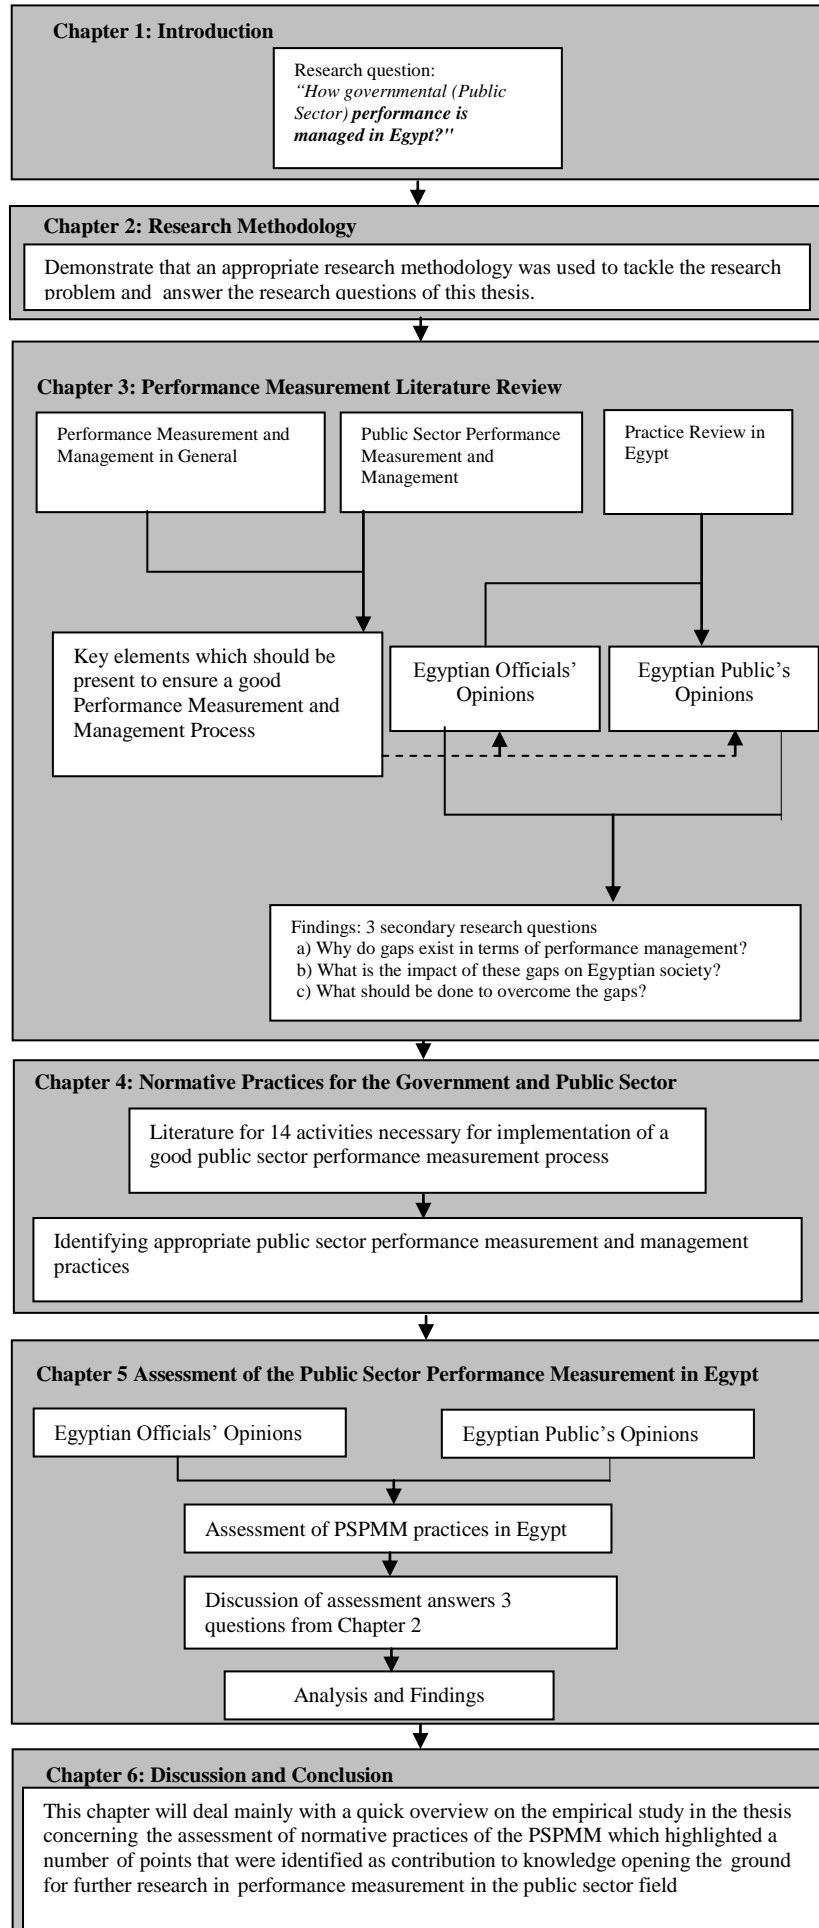 Chapter 1: Introduction
Research question:
“How governmental (Public
Sector) performance is
managed in Egypt?"
Chapter 2: Research Methodology
Demonstrate that an appropriate research methodology was used to tackle the research
problem and answer the research questions of this thesis.
Chapter 3: Performance Measurement Literature Review
Performance Measurement and
Management in General
Public Sector Performance
Measurement and
Management
Practice Review in
Egypt
Key elements which should be
present to ensure a good
Performance Measurement and
Management Process
Egyptian Officials’
Opinions
Egyptian Public’s
Opinions
Findings: 3 secondary research questions
a) Why do gaps exist in terms of performance management?
b) What is the impact of these gaps on Egyptian society?
c) What should be done to overcome the gaps?
Chapter 4: Normative Practices for the Government and Public Sector
Literature for 14 activities necessary for implementation of a
good public sector performance measurement process
Identifying appropriate public sector performance measurement and management
practices
Chapter 5 Assessment of the Public Sector Performance Measurement in Egypt
Egyptian Officials’ Opinions
Egyptian Public’s Opinions
Assessment of PSPMM practices in Egypt
Discussion of assessment answers 3
questions from Chapter 2
Analysis and Findings
Chapter 6: Discussion and Conclusion
This chapter will deal mainly with a quick overview on the empirical study in the thesis
concerning the assessment of normative practices of the PSPMM which highlighted a
number of points that were identified as contribution to knowledge opening the ground
for further research in performance measurement in the public sector field